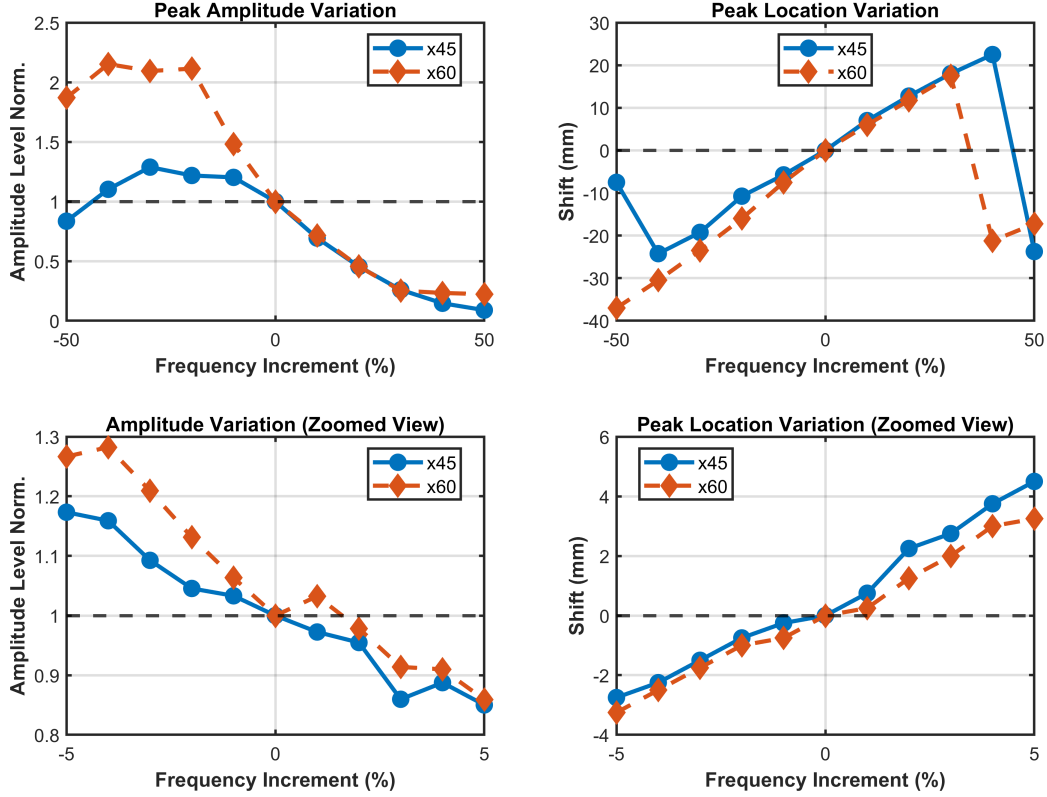 Peak Amplitude Variation
Amplitude Level Norm.
2.5
2
1.5
1
0.5
0
-50
0
50
Frequency Increment (%)
x45
x60
Peak Location Variation
Shift (mm)
30
20
10
0
-10
-20
-30
-40
-50
0
50
Frequency Increment (%)
x45
x60
Amplitude Variation (Zoomed View)
Amplitude Level Norm.
1.3
1.2
1.1
1
0.9
0.8
-5
0
5
Frequency Increment (%)
x45
x60
Peak Location Variation (Zoomed View)
Shift (mm)
6
4
2
0
-2
-4
-5
0
5
Frequency Increment (%)
x45
x60